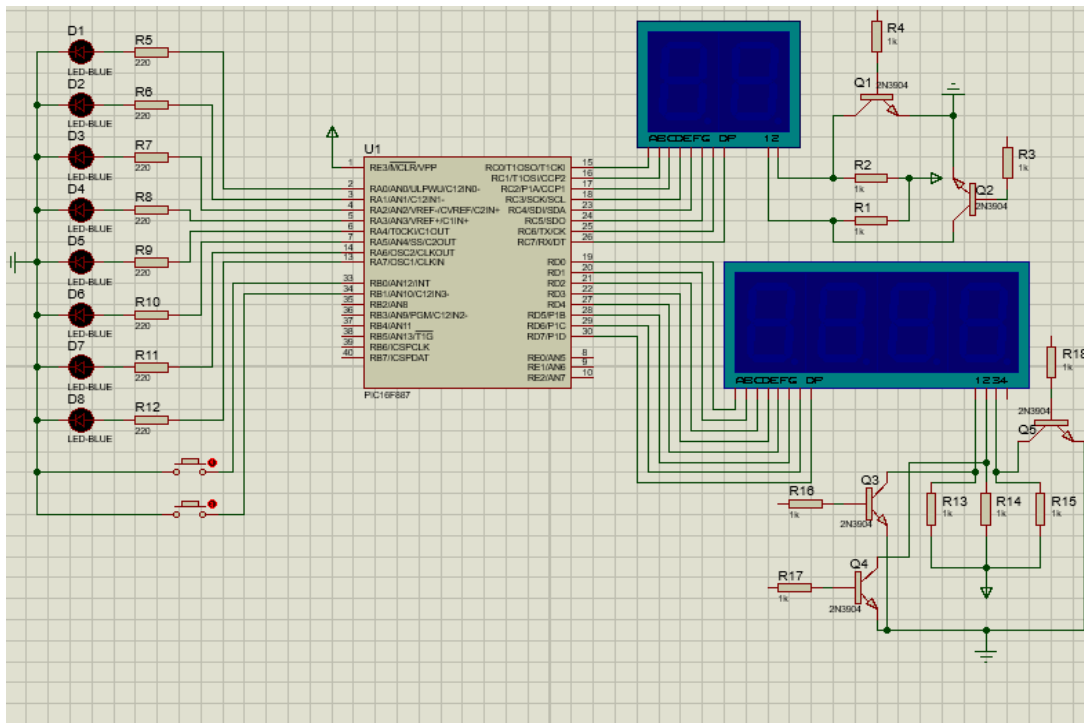 D1
LED-BLUE
R5
220
D2
LED-BLUE
R6
220
D3
LED-BLUE
R7
220
D4
LED-BLUE
R8
220
D5
LED-BLUE
R9
220
D6
LED-BLUE
R10
220
D7
LED-BLUE
R11
220
D8
LED-BLUE
R12
220
U1
1 RE3/MCLR/VPP
2 RA0/AN0/ULPWU/C12IN0-
3 RA1/AN1/C12IN1-
4 RA2/AN2/VREF-/CVREF/C2IN+
5 RA3/AN3/VREF+/C1IN+
6 RA4/T0CKI/C1OUT
7 RA5/AN4/SS/C2OUT
14 RA6/OSC2/CLKOUT
13 RA7/OSC1/CLKIN
33 RB0/AN12/INT
34 RB1/AN10/C12IN3-
35 RB2/AN8
36 RB3/AN9/PGM/C12IN2-
37 RB4/AN11
38 RB5/AN13/T1G
39 RB6/ICSPCLK
40 RB7/ICSPDAT
RC0/T1OSO/T1CKI 15
RC1/T1OSI/CCP2 16
RC2/P1A/CCP1 17
RC3/SCK/SCL 18
RC4/SDI/SDA 23
RC5/SDO 24
RC6/TX/CK 25
RC7/RX/DT 26
RD0 19
RD1 20
RD2 21
RD3 22
RD4 27
RD5/P1B 28
RD6/P1C 29
RD7/P1D 30
RE0/AN5 8
RE1/AN6 9
RE2/AN7 10
PIC16F887
ABCDEFG DP 12
R4
1k
Q1
2N3904
R3
1k
R2
1k
Q2
2N3904
R1
1k
ABCDEFG DP 1234
R18
1k
2N3904
Q5
R16
1k
Q3
2N3904
R13
1k
R14
1k
R15
1k
R17
1k
Q4
2N3904